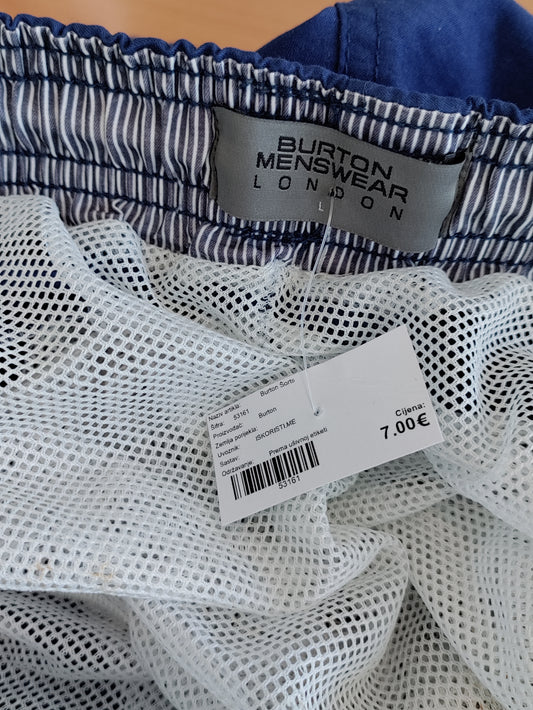 BURTON
MENSWEAR
LONDON
L
Naziv artikla: Burton Šorts
Šifra: 53161
Proizvođač: Burton
Zemlja porijekla:
Uvoznik: ISKORISTI.ME
Sastav:
Održavanje: Prema ušivnoj etiketi
53161
Cijena:
7.00€